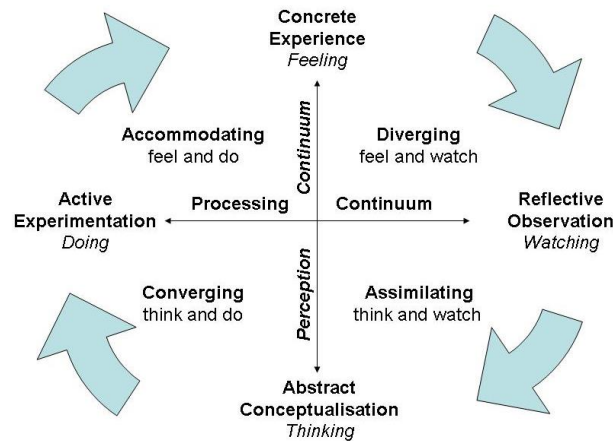 Concrete
Experience
Feeling
Accommodating
feel and do
Continuum
Diverging
feel and watch
Active
Experimentation
Doing
Processing
Continuum
Reflective
Observation
Watching
Converging
think and do
Perception
Assimilating
think and watch
Abstract
Conceptualisation
Thinking